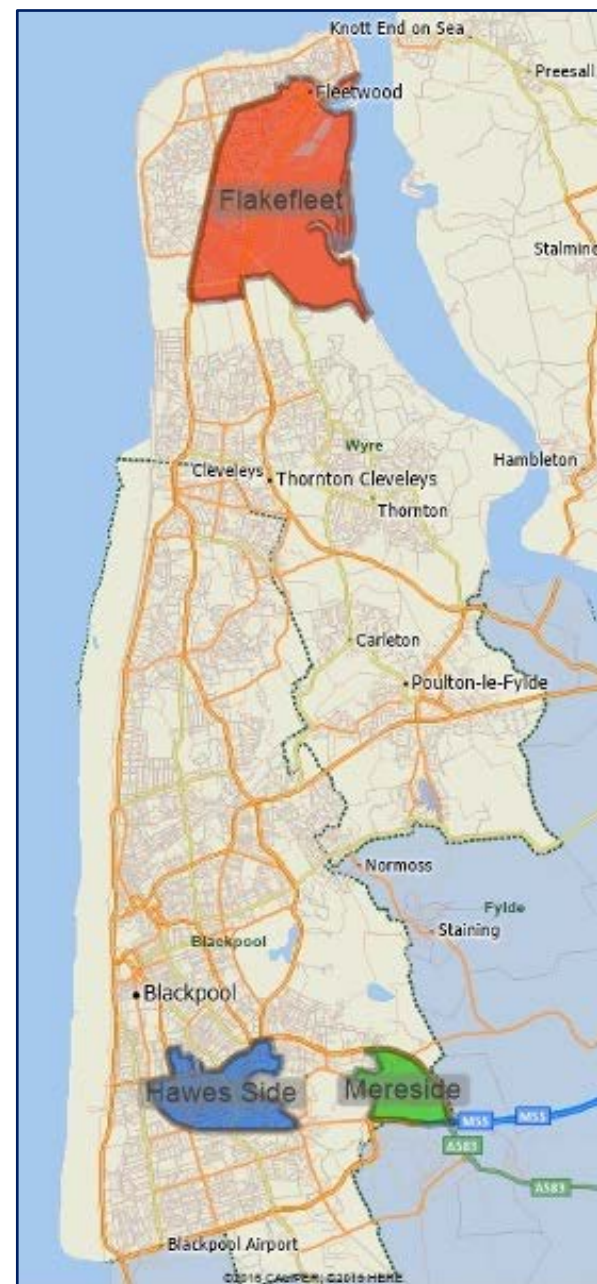 Knott End on Sea
Preesall
Fleetwood
Flakefleet
Wyre
Hambleton
Cleveleys
Thornton Cleveleys
Thornton
Carleton
Poulton-le-Fylde
Normoss
Fylde
Staining
Blackpool
Blackpool
Hawes Side
Mereside
M55
M55
A583
A583
Blackpool Airport
©2015 CALIPER; ©2015 HERE